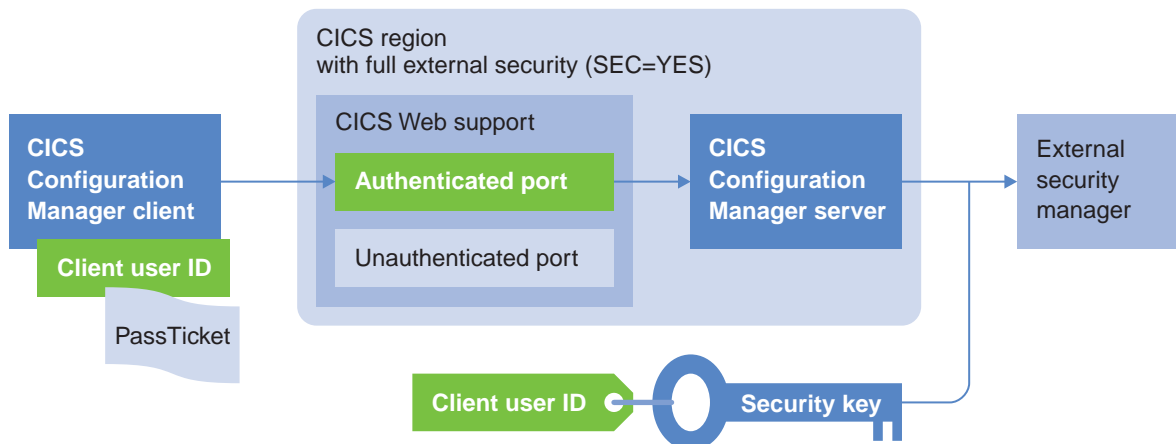 CICS region
with full external security (SEC=YES)
CICS Web support
CICS
Configuration
Manager client
Authenticated port
CICS
Configuration
Manager server
External
security
manager
Unauthenticated port
Client user ID
PassTicket
Client user ID
Security key